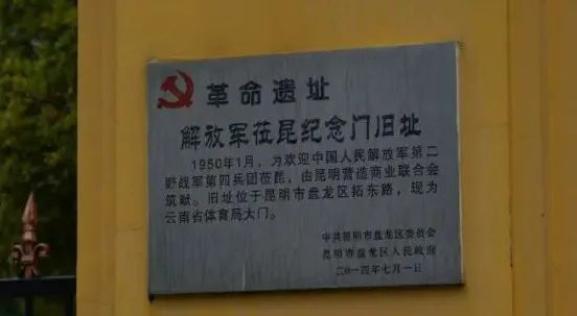 革命遗址
解放军莅昆纪念门旧址
1950年1月，为欢迎中国人民解放军第二
野战军第四兵团莅昆，由昆明营造商业联合会
筑献。旧址位于昆明市盘龙区拓东路，现为
云南省体育局大门。
中共昆明市盘龙区委员会
昆明市盘龙区人民政府
二〇一四年七月一日